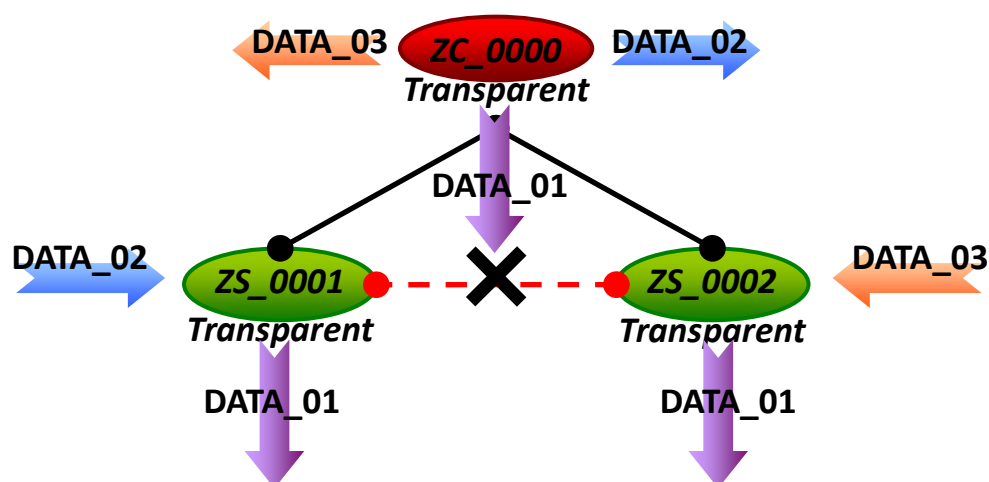 DATA_03
ZC_0000
DATA_02
Transparent
DATA_01
DATA_02
ZS_0001
ZS_0002
DATA_03
Transparent
Transparent
DATA_01
DATA_01